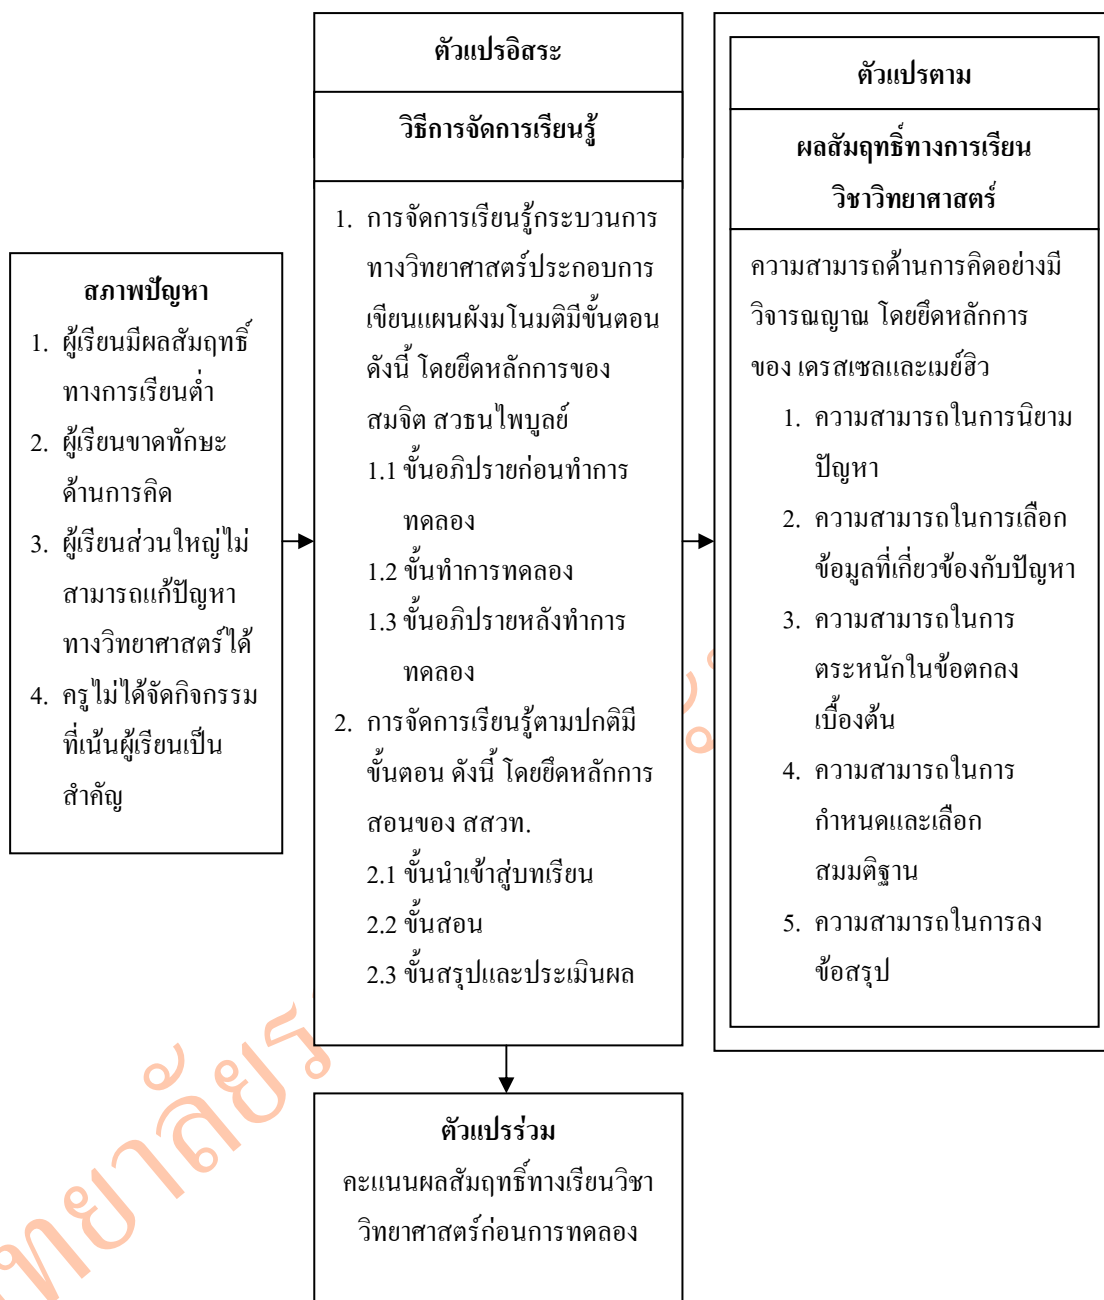 สภาพปัญหา
1. ผู้เรียนมีผลสัมฤทธิ์
ทางการเรียนต่ำ
2. ผู้เรียนขาดทักษะ
ด้านการคิด
3. ผู้เรียนส่วนใหญ่ไม่
สามารถแก้ปัญหา
ทางวิทยาศาสตร์ได้
4. ครูไม่ได้จัดกิจกรรม
ที่เน้นผู้เรียนเป็น
สำคัญ
ตัวแปรอิสระ
วิธีการจัดการเรียนรู้
1. การจัดการเรียนรู้กระบวนการ
ทางวิทยาศาสตร์ประกอบการ
เขียนแผนผังมโนมติมีขั้นตอน
ดังนี้ โดยยึดหลักการของ
สมจิต สวธนไพบูลย์
1.1 ขั้นอภิปรายก่อนทำการ
ทดลอง
1.2 ขั้นทำการทดลอง
1.3 ขั้นอภิปรายหลังทำการ
ทดลอง
2. การจัดการเรียนรู้ตามปกติมี
ขั้นตอน ดังนี้ โดยยึดหลักการ
สอนของ สสวท.
2.1 ขั้นนำเข้าสู่บทเรียน
2.2 ขั้นสอน
2.3 ขั้นสรุปและประเมินผล
ตัวแปรร่วม
คะแนนผลสัมฤทธิ์ทางเรียนวิชา
วิทยาศาสตร์ก่อนการทดลอง
ตัวแปรตาม
ผลสัมฤทธิ์ทางการเรียน
วิชาวิทยาศาสตร์
ความสามารถด้านการคิดอย่างมี
วิจารณญาณ โดยยึดหลักการ
ของ เดรสเซลและเมย์ฮิว
1. ความสามารถในการนิยาม
ปัญหา
2. ความสามารถในการเลือก
ข้อมูลที่เกี่ยวข้องกับปัญหา
3. ความสามารถในการ
ตระหนักในข้อตกลง
เบื้องต้น
4. ความสามารถในการ
กำหนดและเลือก
สมมติฐาน
5. ความสามารถในการลง
ข้อสรุป